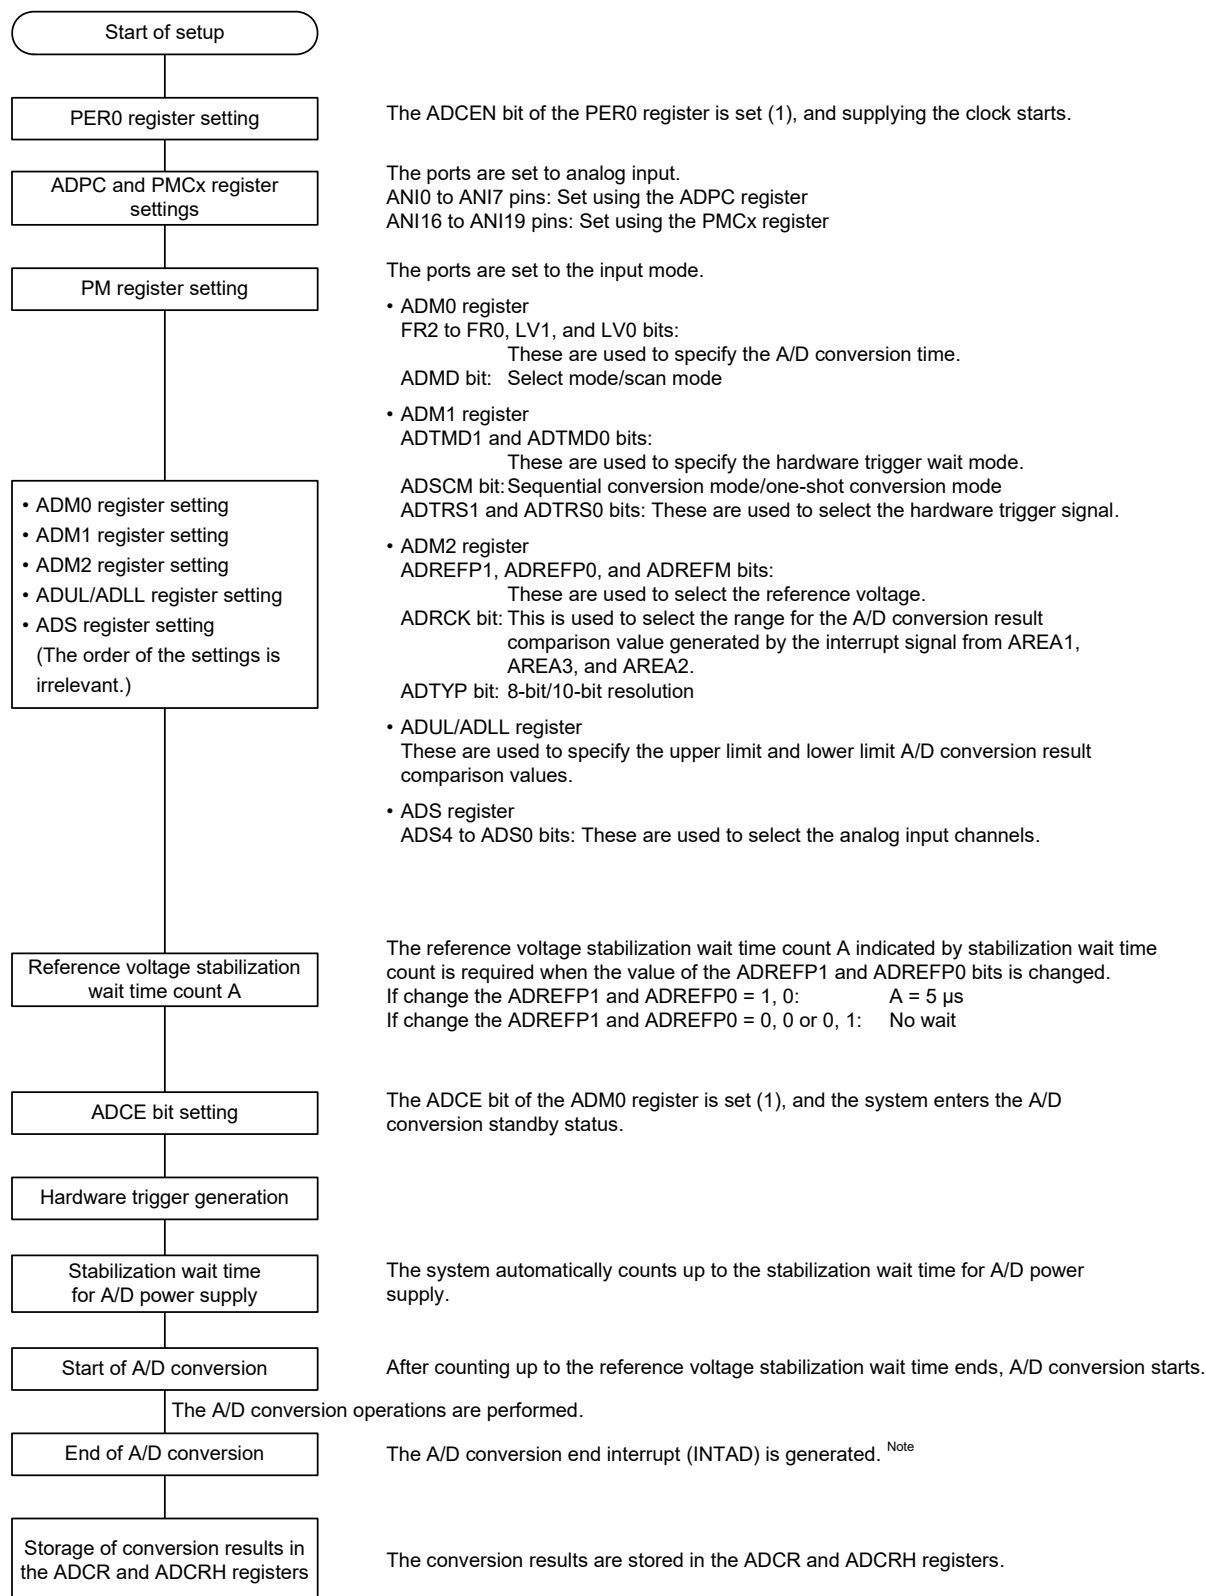 Start of setup
PER0 register setting
The ADCEN bit of the PER0 register is set (1), and supplying the clock starts.
ADPC and PMCx register
settings
The ports are set to analog input.
ANI0 to ANI7 pins: Set using the ADPC register
ANI16 to ANI19 pins: Set using the PMCx register
PM register setting
The ports are set to the input mode.
• ADM0 register setting
• ADM1 register setting
• ADM2 register setting
• ADUL/ADLL register setting
• ADS register setting
(The order of the settings is
irrelevant.)
• ADM0 register
FR2 to FR0, LV1, and LV0 bits:
These are used to specify the A/D conversion time.
ADMD bit: Select mode/scan mode
• ADM1 register
ADTMD1 and ADTMD0 bits:
These are used to specify the hardware trigger wait mode.
ADSCM bit: Sequential conversion mode/one-shot conversion mode
ADTRS1 and ADTRS0 bits: These are used to select the hardware trigger signal.
• ADM2 register
ADREFP1, ADREFP0, and ADREFM bits:
These are used to select the reference voltage.
ADRCK bit: This is used to select the range for the A/D conversion result
comparison value generated by the interrupt signal from AREA1,
AREA3, and AREA2.
ADTYP bit: 8-bit/10-bit resolution
• ADUL/ADLL register
These are used to specify the upper limit and lower limit A/D conversion result
comparison values.
• ADS register
ADS4 to ADS0 bits: These are used to select the analog input channels.
Reference voltage stabilization
wait time count A
The reference voltage stabilization wait time count A indicated by stabilization wait time
count is required when the value of the ADREFP1 and ADREFP0 bits is changed.
If change the ADREFP1 and ADREFP0 = 1, 0: A = 5 µs
If change the ADREFP1 and ADREFP0 = 0, 0 or 0, 1: No wait
ADCE bit setting
The ADCE bit of the ADM0 register is set (1), and the system enters the A/D
conversion standby status.
Hardware trigger generation
Stabilization wait time
for A/D power supply
The system automatically counts up to the stabilization wait time for A/D power
supply.
Start of A/D conversion
After counting up to the reference voltage stabilization wait time ends, A/D conversion starts.
The A/D conversion operations are performed.
End of A/D conversion
The A/D conversion end interrupt (INTAD) is generated. Note
Storage of conversion results in
the ADCR and ADCRH registers
The conversion results are stored in the ADCR and ADCRH registers.